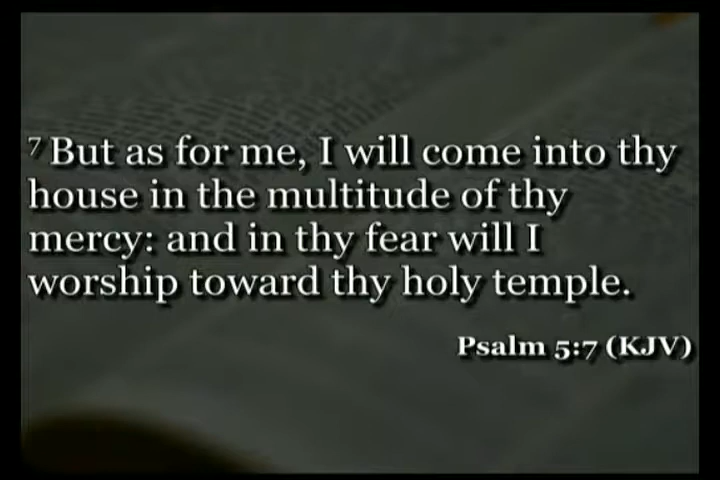 7 But as for me, I will come into thy
house in the multitude of thy
mercy: and in thy fear will I
worship toward thy holy temple.
Psalm 5:7 (KJV)